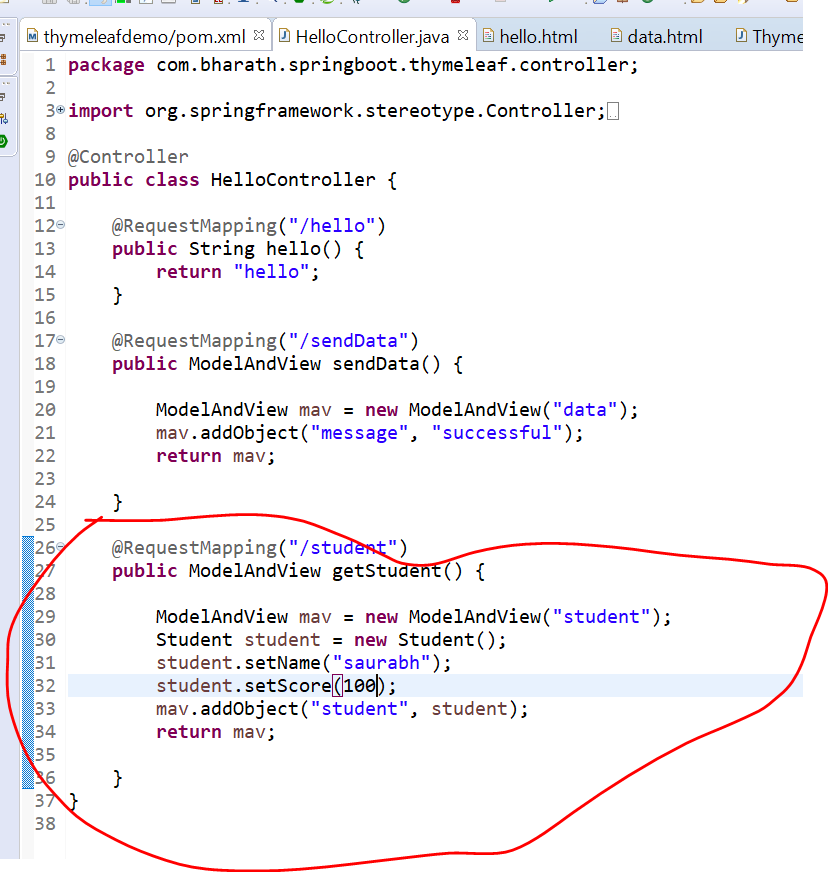 thymeleafdemo/pom.xml HelloController.java hello.html data.html Thyme
1 package com.bharath.springboot.thymeleaf.controller;
2
3 import org.springframework.stereotype.Controller;
8
9 @Controller
10 public class HelloController {
11
12 @RequestMapping("/hello")
13 public String hello() {
14 return "hello";
15 }
16
17 @RequestMapping("/sendData")
18 public ModelAndView sendData() {
19
20 ModelAndView mav = new ModelAndView("data");
21 mav.addObject("message", "successful");
22 return mav;
23
24 }
25
26 @RequestMapping("/student")
27 public ModelAndView getStudent() {
28
29 ModelAndView mav = new ModelAndView("student");
30 Student student = new Student();
31 student.setName("saurabh");
32 student.setScore(100);
33 mav.addObject("student", student);
34 return mav;
35
36 }
37 }
38